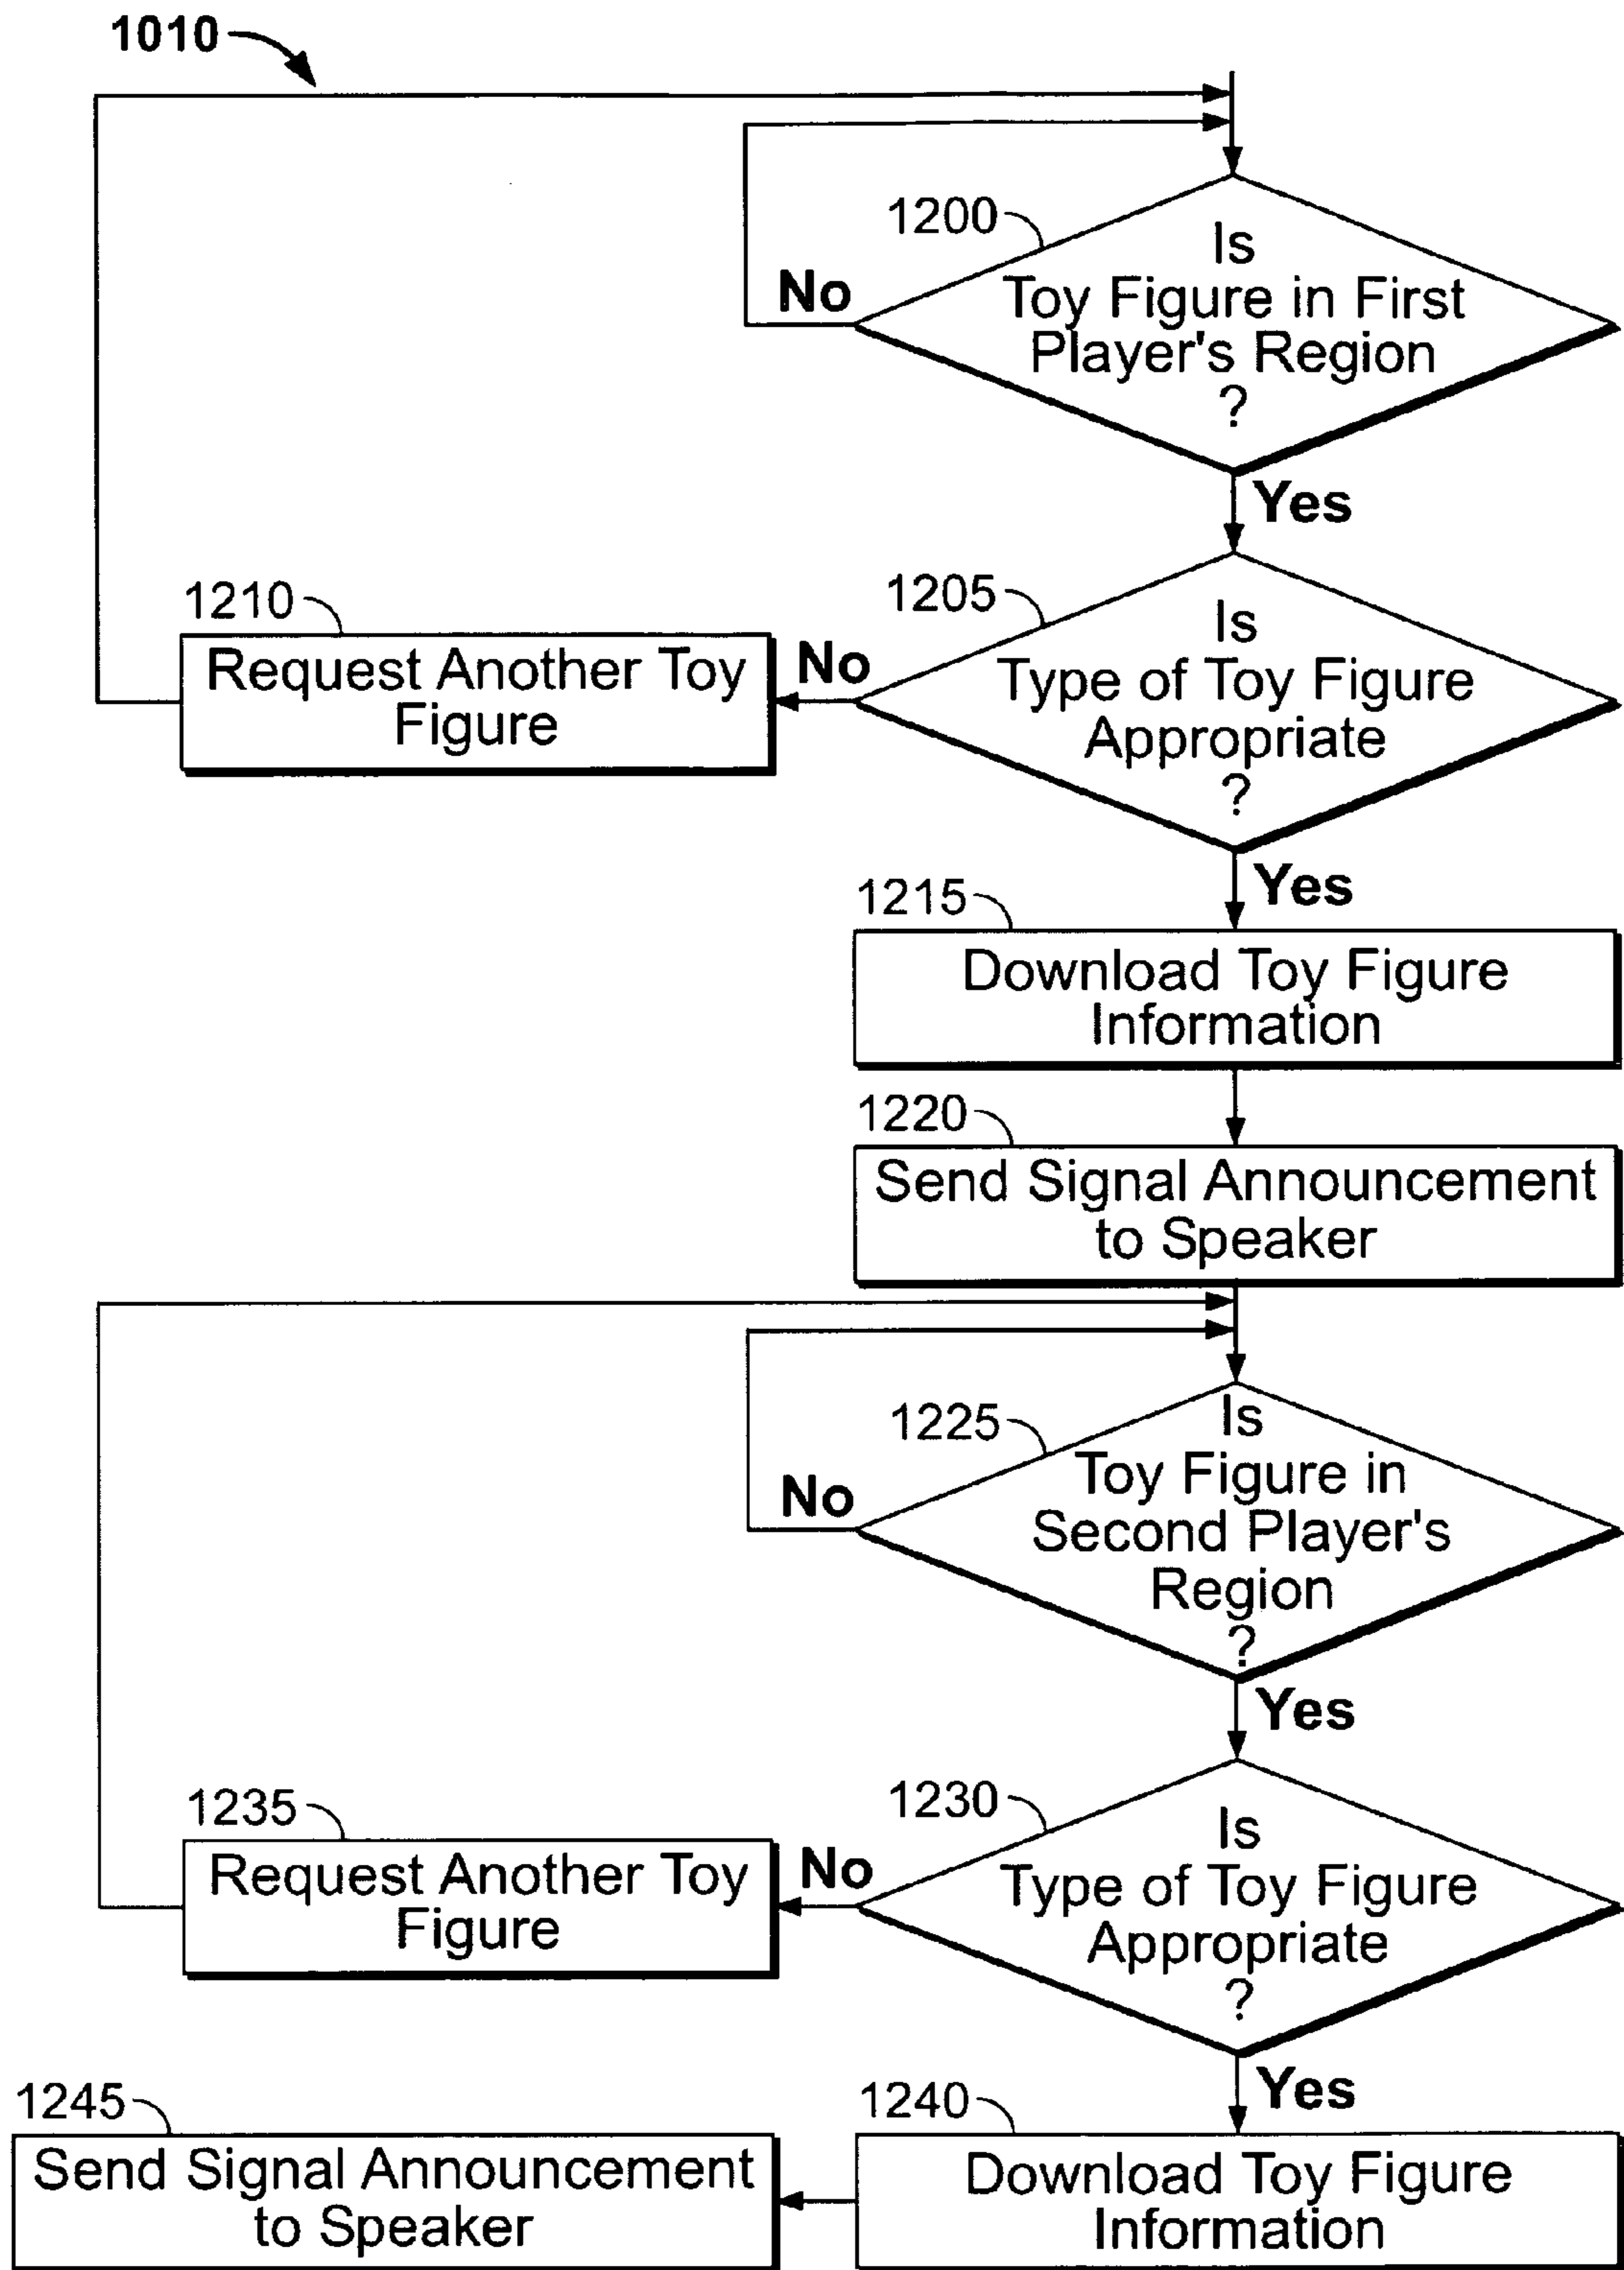 1010
1200
Is
Toy Figure in First
Player's Region
?
No
Yes
1205
Is
Type of Toy Figure
Appropriate
?
No
1210
Request Another Toy
Figure
Yes
1215
Download Toy Figure
Information
1220
Send Signal Announcement
to Speaker
1225
Is
Toy Figure in
Second Player's
Region
?
No
Yes
1230
Is
Type of Toy Figure
Appropriate
?
No
1235
Request Another Toy
Figure
Yes
1240
Download Toy Figure
Information
1245
Send Signal Announcement
to Speaker